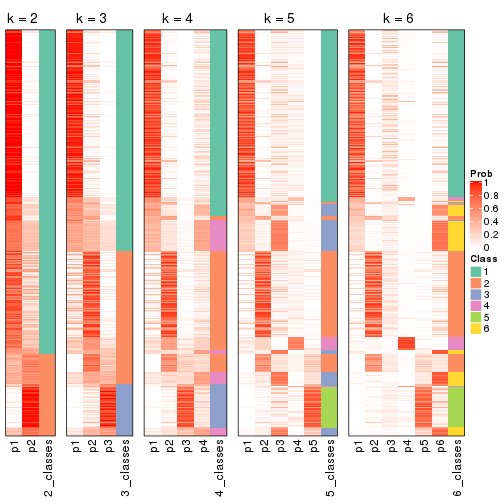 k = 2
k = 3
k = 4
k = 5
k = 6
p1
p2
2_classes
p1
p2
p3
3_classes
p1
p2
p3
p4
4_classes
p1
p2
p3
p4
p5
5_classes
p1
p2
p3
p4
p5
p6
6_classes
Prob
1
0.8
0.6
0.4
0.2
0
Class
1
2
3
4
5
6